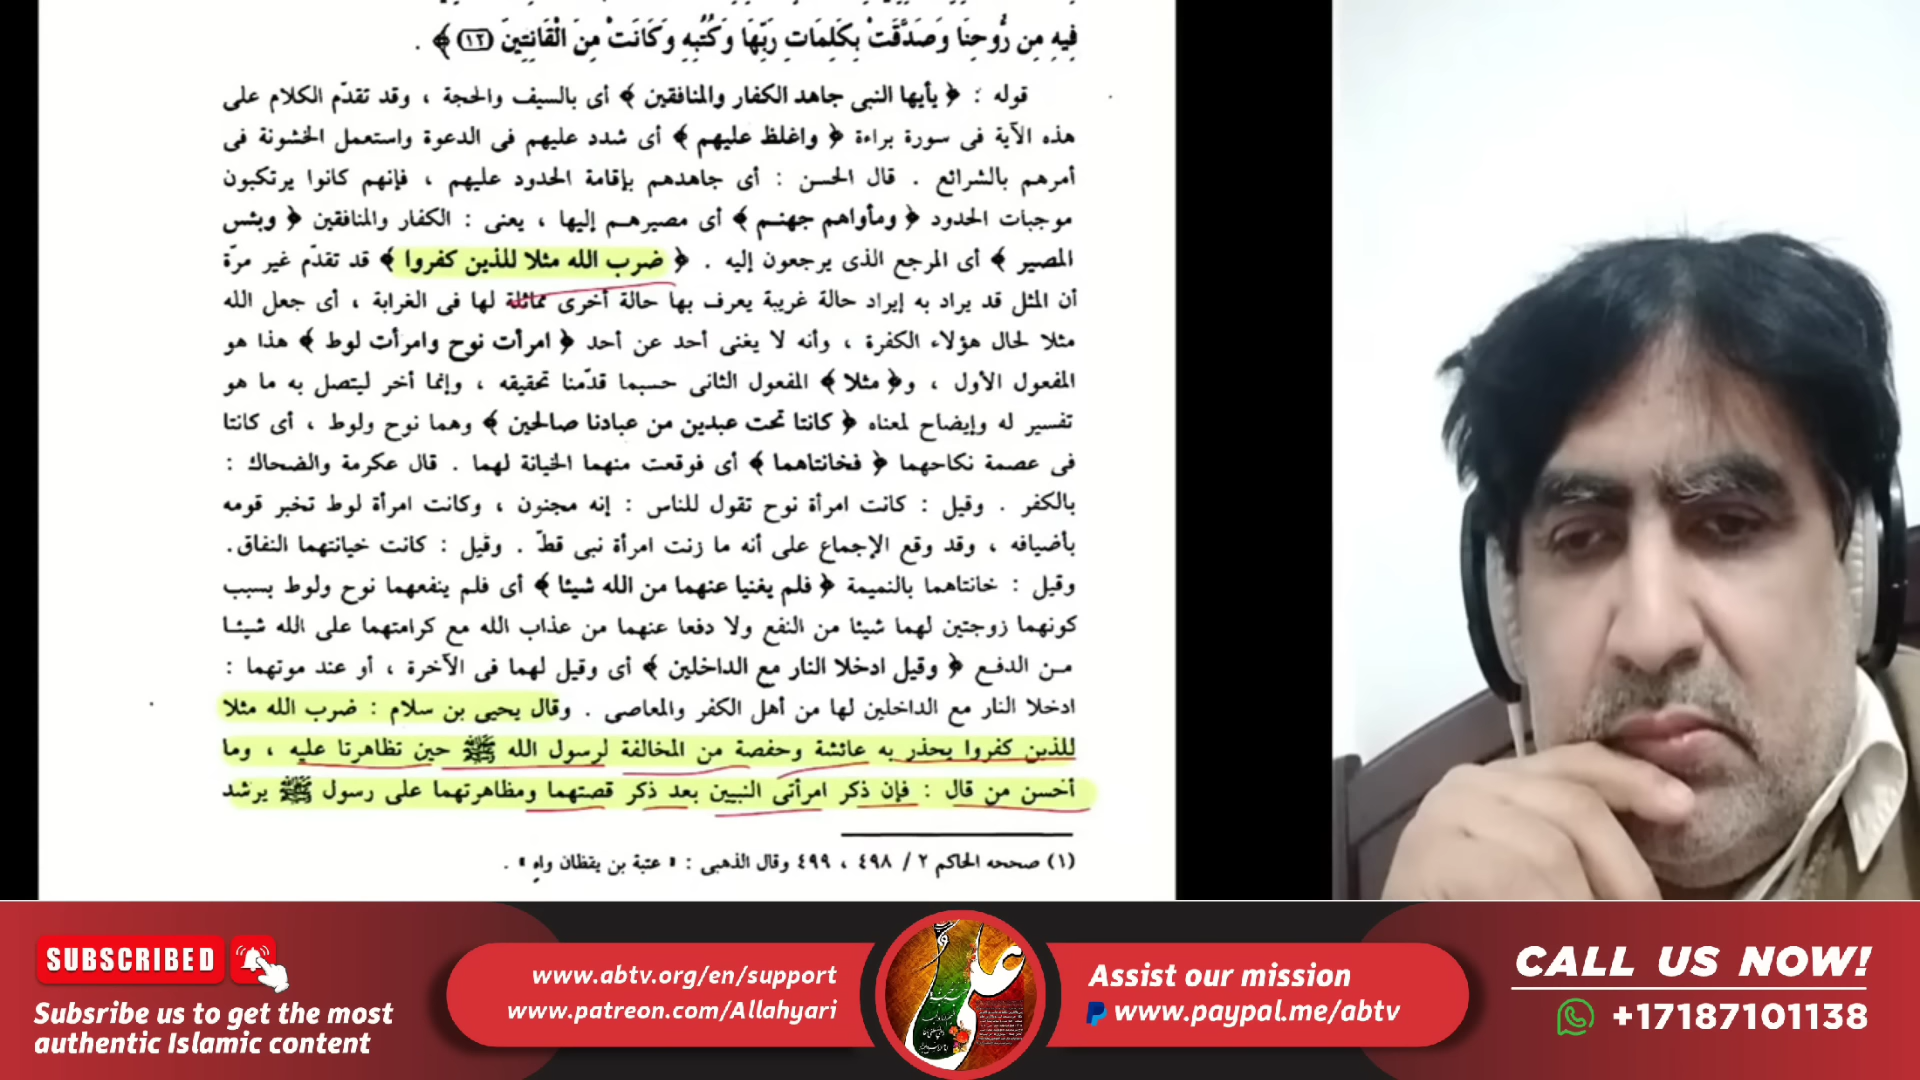 فِيهِ مِن رُّوحِنَا وَصَدَّقَتْ بِكَلِمَاتِ رَبِّهَا وَكُتُبِهِ وَكَانَتْ مِنَ الْقَانِتِينَ (١٢) ﴾ .
قوله : ﴿ يأيها النبى جاهد الكفار والمنافقين ﴾ أى بالسيف والحجة ، وقد تقدّم الكلام على
هذه الآية فى سورة براءة ﴿ واغلظ عليهم ﴾ أى شدد عليهم فى الدعوة واستعمل الخشونة فى
أمرهم بالشرائع . قال الحسن : أى جاهدهم بإقامة الحدود عليهم ، فإنهم كانوا يرتكبون
موجبات الحدود ﴿ ومأواهم جهنم ﴾ أى مصيرهم إليها ، يعنى : الكفار والمنافقين ﴿ وبئس
المصير ﴾ أى المرجع الذى يرجعون إليه . ﴿ ضرب الله مثلا للذين كفروا ﴾ قد تقدّم غير مرّة
أن المثل قد يراد به إيراد حالة غريبة يعرف بها حالة أخرى مماثلة لها فى الغرابة ، أى جعل الله
مثلا لحال هؤلاء الكفرة ، وأنه لا يغنى أحد عن أحد ﴿ امرأت نوح وامرأت لوط ﴾ هذا هو
المفعول الأول ، و﴿ مثلا ﴾ المفعول الثانى حسبما قدّمنا تحقيقه ، وإنما أخر ليتصل به ما هو
تفسير له وإيضاح لمعناه ﴿ كانتا تحت عبدين من عبادنا صالحين ﴾ وهما نوح ولوط ، أى كانتا
فى عصمة نكاحهما ﴿ فخانتاهما ﴾ أى فوقعت منهما الخيانة لهما . قال عكرمة والضحاك :
بالكفر . وقيل : كانت امرأة نوح تقول للناس : إنه مجنون ، وكانت امرأة لوط تخبر قومه
بأضيافه ، وقد وقع الإجماع على أنه ما زنت امرأة نبى قطّ . وقيل : كانت خيانتهما النفاق.
وقيل : خانتاهما بالنميمة ﴿ فلم يغنيا عنهما من الله شيئا ﴾ أى فلم ينفعهما نوح ولوط بسبب
كونهما زوجتين لهما شيئا من النفع ولا دفعا عنهما من عذاب الله مع كرامتهما على الله شيئـا
مـن الدفـع ﴿ وقيل ادخلا النار مع الداخلين ﴾ أى وقيل لهما فى الآخرة ، أو عند موتهما :
ادخلا النار مع الداخلين لها من أهل الكفر والمعاصى . وقال يحيى بن سلام : ضرب الله مثلا
للذين كفروا يحذر به عائشة وحفصة من المخالفة لرسول الله ﷺ حين تظاهرتا عليه ، وما
أحسن من قال : فإن ذكر امرأتى النبيين بعد ذكر قصتهما ومظاهرتهما على رسول ﷺ يرشد
(١) صححه الحاكم ٢ / ٤٩٨ ، ٤٩٩ وقال الذهبى : « عتبة بن يقظان واهٍ » .
SUBSCRIBED
Subsribe us to get the most
authentic Islamic content
www.abtv.org/en/support
www.patreon.com/Allahyari
Assist our mission
www.paypal.me/abtv
CALL US NOW!
+17187101138